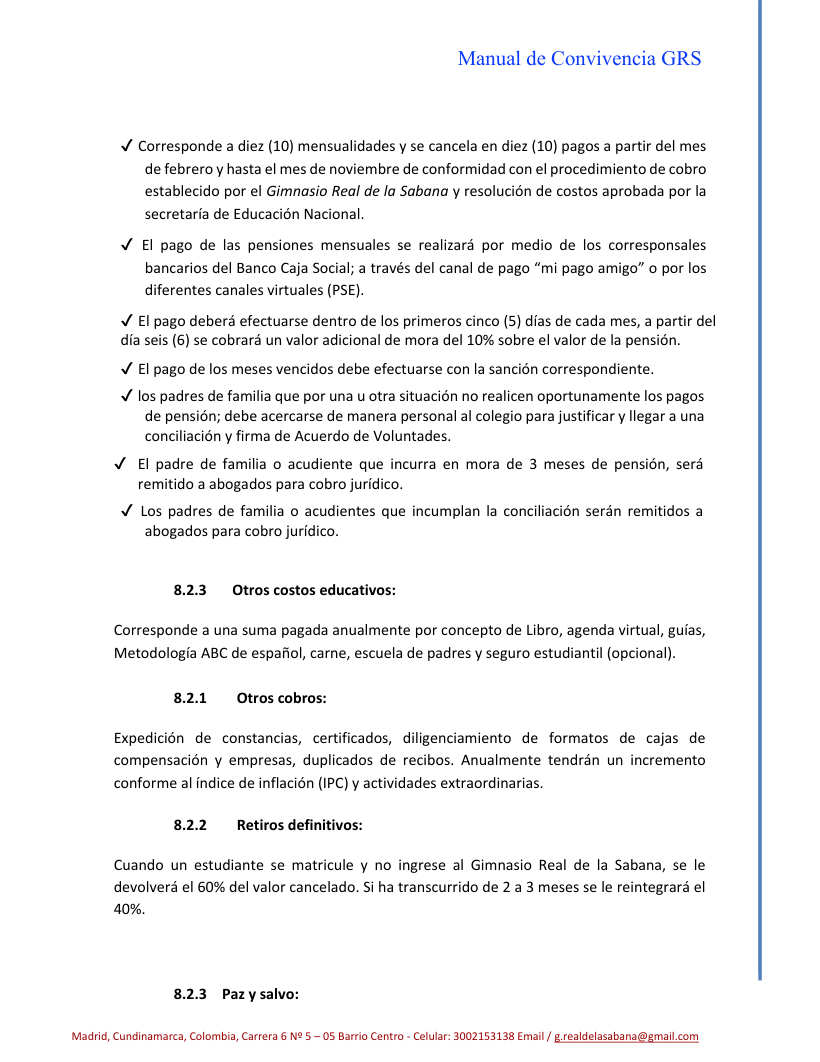 Manual de Convivencia GRS
✓ Corresponde a diez (10) mensualidades y se cancela en diez (10) pagos a partir del mes
de febrero y hasta el mes de noviembre de conformidad con el procedimiento de cobro
establecido por el Gimnasio Real de la Sabana y resolución de costos aprobada por la
secretaría de Educación Nacional.
✓ El pago de las pensiones mensuales se realizará por medio de los corresponsales
bancarios del Banco Caja Social; a través del canal de pago “mi pago amigo” o por los
diferentes canales virtuales (PSE).
✓ El pago deberá efectuarse dentro de los primeros cinco (5) días de cada mes, a partir del
día seis (6) se cobrará un valor adicional de mora del 10% sobre el valor de la pensión.
✓ El pago de los meses vencidos debe efectuarse con la sanción correspondiente.
✓ los padres de familia que por una u otra situación no realicen oportunamente los pagos
de pensión; debe acercarse de manera personal al colegio para justificar y llegar a una
conciliación y firma de Acuerdo de Voluntades.
✓ El padre de familia o acudiente que incurra en mora de 3 meses de pensión, será
remitido a abogados para cobro jurídico.
✓ Los padres de familia o acudientes que incumplan la conciliación serán remitidos a
abogados para cobro jurídico.
8.2.3 Otros costos educativos:
Corresponde a una suma pagada anualmente por concepto de Libro, agenda virtual, guías,
Metodología ABC de español, carne, escuela de padres y seguro estudiantil (opcional).
8.2.1 Otros cobros:
Expedición de constancias, certificados, diligenciamiento de formatos de cajas de
compensación y empresas, duplicados de recibos. Anualmente tendrán un incremento
conforme al índice de inflación (IPC) y actividades extraordinarias.
8.2.2 Retiros definitivos:
Cuando un estudiante se matricule y no ingrese al Gimnasio Real de la Sabana, se le
devolverá el 60% del valor cancelado. Si ha transcurrido de 2 a 3 meses se le reintegrará el
40%.
8.2.3 Paz y salvo:
Madrid, Cundinamarca, Colombia, Carrera 6 Nº 5 – 05 Barrio Centro - Celular: 3002153138 Email / g.realdelasabana@gmail.com